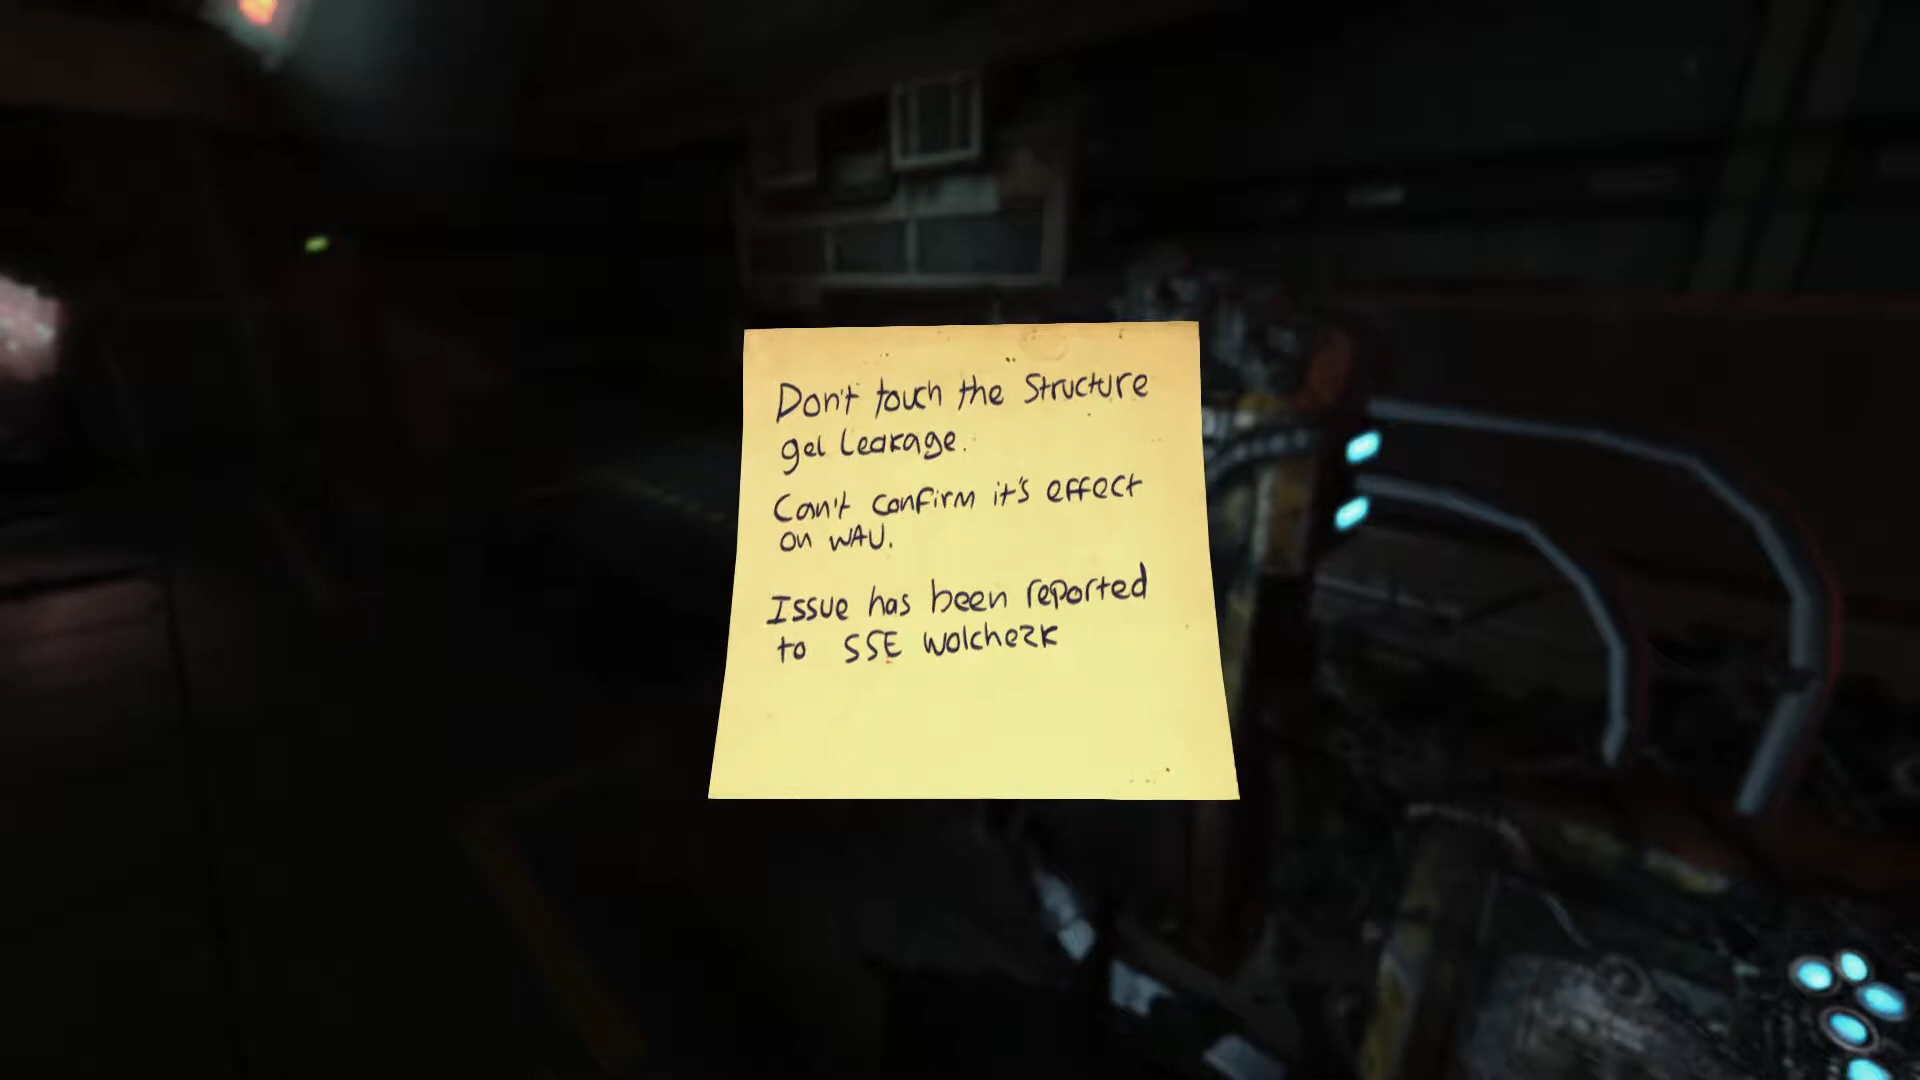 Don't touch the Structure
gel Leakage.
Can't confirm it's effect
on WAU.
Issue has been reported
to SSE Wolchezk